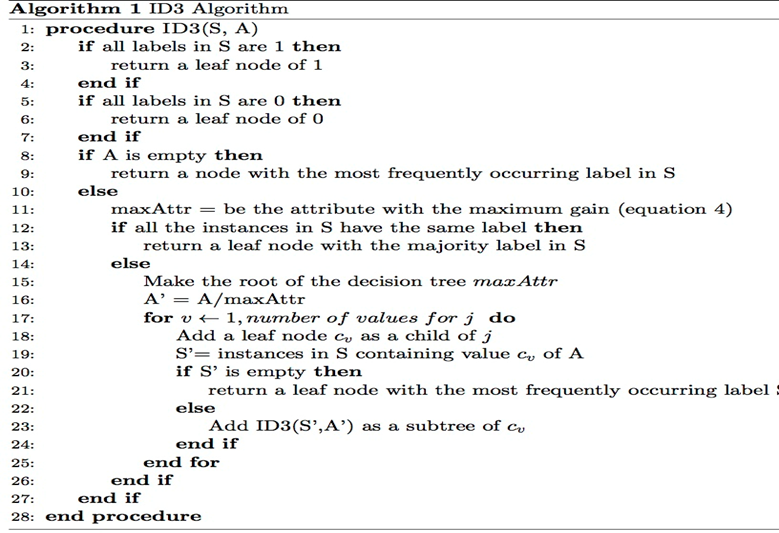 Algorithm 1 ID3 Algorithm
1: procedure ID3(S, A)
2: if all labels in S are 1 then
3: return a leaf node of 1
4: end if
5: if all labels in S are 0 then
6: return a leaf node of 0
7: end if
8: if A is empty then
9: return a node with the most frequently occurring label in S
10: else
11: maxAttr = be the attribute with the maximum gain (equation 4)
12: if all the instances in S have the same label then
13: return a leaf node with the majority label in S
14: else
15: Make the root of the decision tree maxAttr
16: A' = A/maxAttr
17: for v ← 1, number of values for j do
18: Add a leaf node cᵥ as a child of j
19: S'= instances in S containing value cᵥ of A
20: if S' is empty then
21: return a leaf node with the most frequently occurring label S
22: else
23: Add ID3(S',A') as a subtree of cᵥ
24: end if
25: end for
26: end if
27: end if
28: end procedure